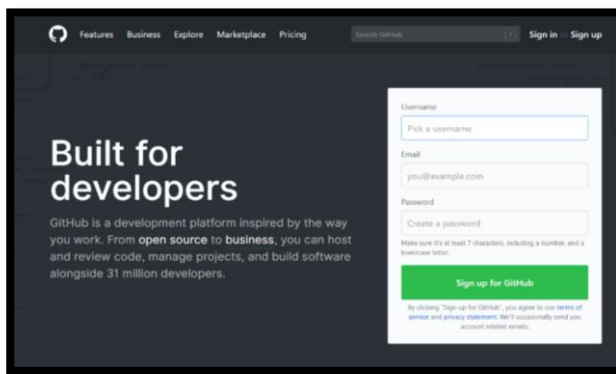 Features Business Explore Marketplace Pricing Search GitHub / Sign in or Sign up
Built for
developers
GitHub is a development platform inspired by the way
you work. From open source to business, you can host
and review code, manage projects, and build software
alongside 31 million developers.
Username
Pick a username
Email
you@example.com
Password
Create a password
Make sure it's at least 7 characters, including a number, and a
lowercase letter.
Sign up for GitHub
By clicking "Sign up for GitHub", you agree to our terms of
service and privacy statement. We'll occasionally send you
account related emails.